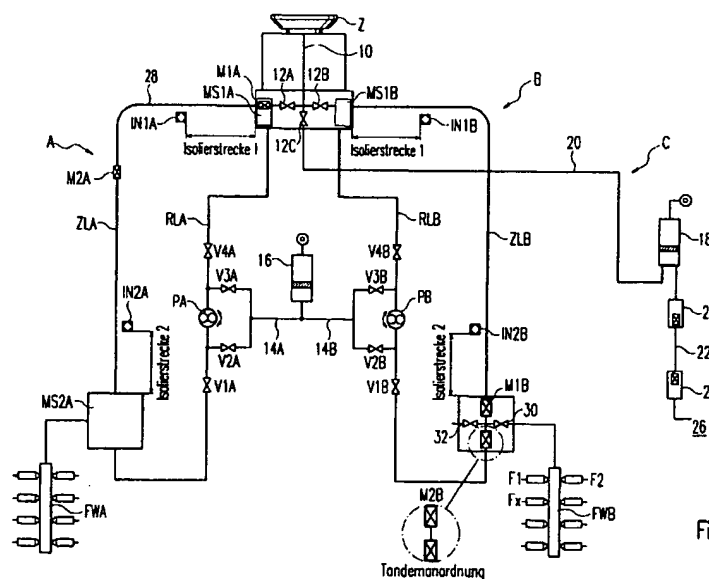 Z
10
28
M1A
MS1A
12A
12B
MS1B
B
IN1A
IN1B
A
Isolierstrecke 1
12C
Isolierstrecke 1
20
C
M2A
ZLA
RLA
RLB
ZLB
18
V4A
V4B
16
V3A
V3B
IN2A
PA
PB
IN2B
22
14A
14B
V2A
V2B
Isolierstrecke 2
Isolierstrecke 2
V1A
V1B
MS2A
M1B
30
32
26
FWA
M2B
F1
F2
Fx
FWB
Tandemanordnung